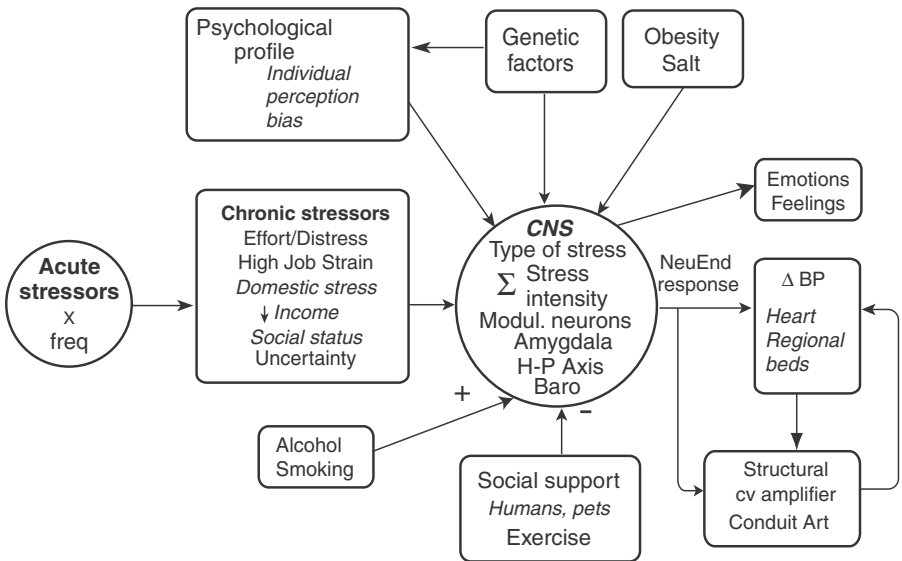 Psychological
profile
Individual
perception
bias
Genetic
factors
Obesity
Salt
Emotions
Feelings
Acute
stressors
x
freq
Chronic stressors
Effort/Distress
High Job Strain
Domestic stress
↓ Income
Social status
Uncertainty
CNS
Type of stress
Σ Stress
intensity
Modul. neurons
Amygdala
H-P Axis
Baro
NeuEnd
response
Δ BP
Heart
Regional
beds
+
−
Alcohol
Smoking
Social support
Humans, pets
Exercise
Structural
cv amplifier
Conduit Art